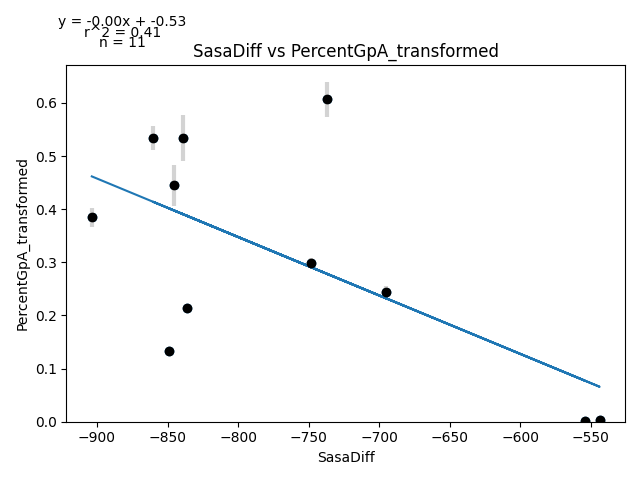 y = -0.00x + -0.53
r^2 = 0.41
n = 11
SasaDiff vs PercentGpA_transformed
PercentGpA_transformed
0.6
0.5
0.4
0.3
0.2
0.1
0.0
−900
−850
−800
−750
−700
−650
−600
−550
SasaDiff